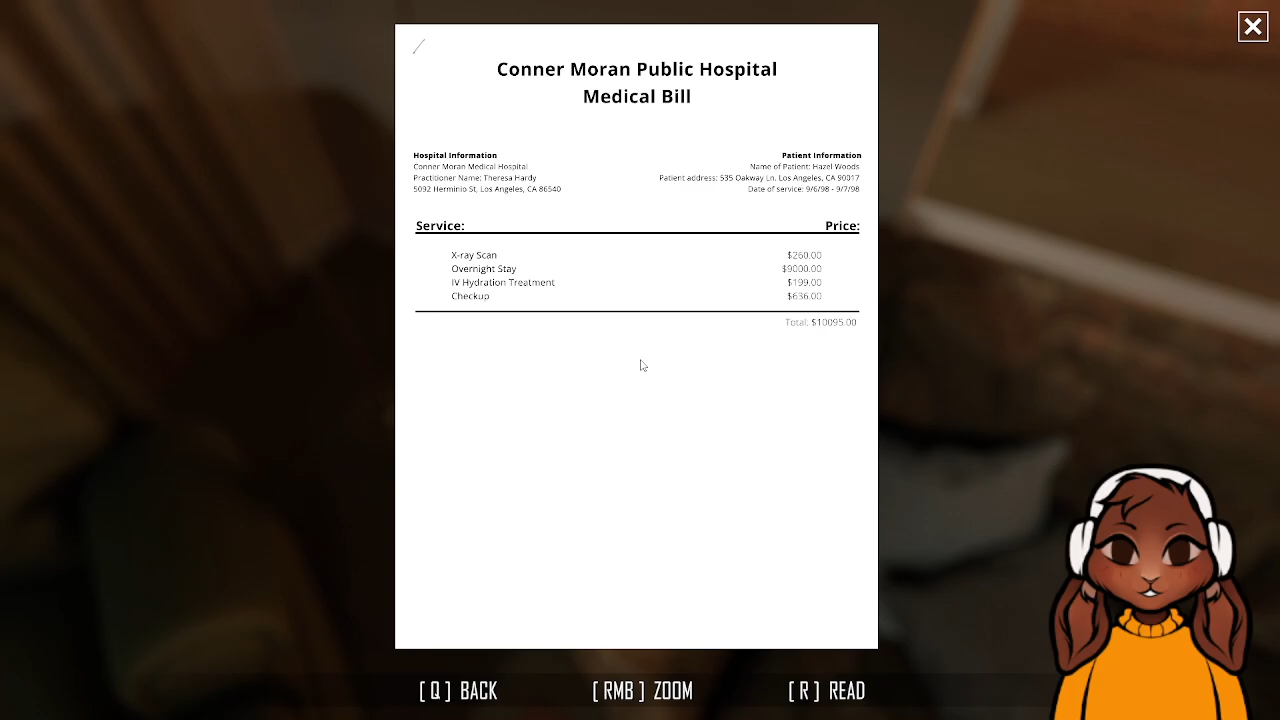 Conner Moran Public Hospital
Medical Bill
Hospital Information
Conner Moran Medical Hospital
Practitioner Name: Theresa Hardy
5092 Herminio St, Los Angeles, CA 86540
Patient Information
Name of Patient: Hazel Woods
Patient address: 535 Oakway Ln. Los Angeles, CA 90017
Date of service: 9/6/98 - 9/7/98
Service: Price:
X-ray Scan $260.00
Overnight Stay $9000.00
IV Hydration Treatment $199.00
Checkup $636.00
Total: $10095.00
[ Q ] BACK [ RMB ] ZOOM [ R ] READ